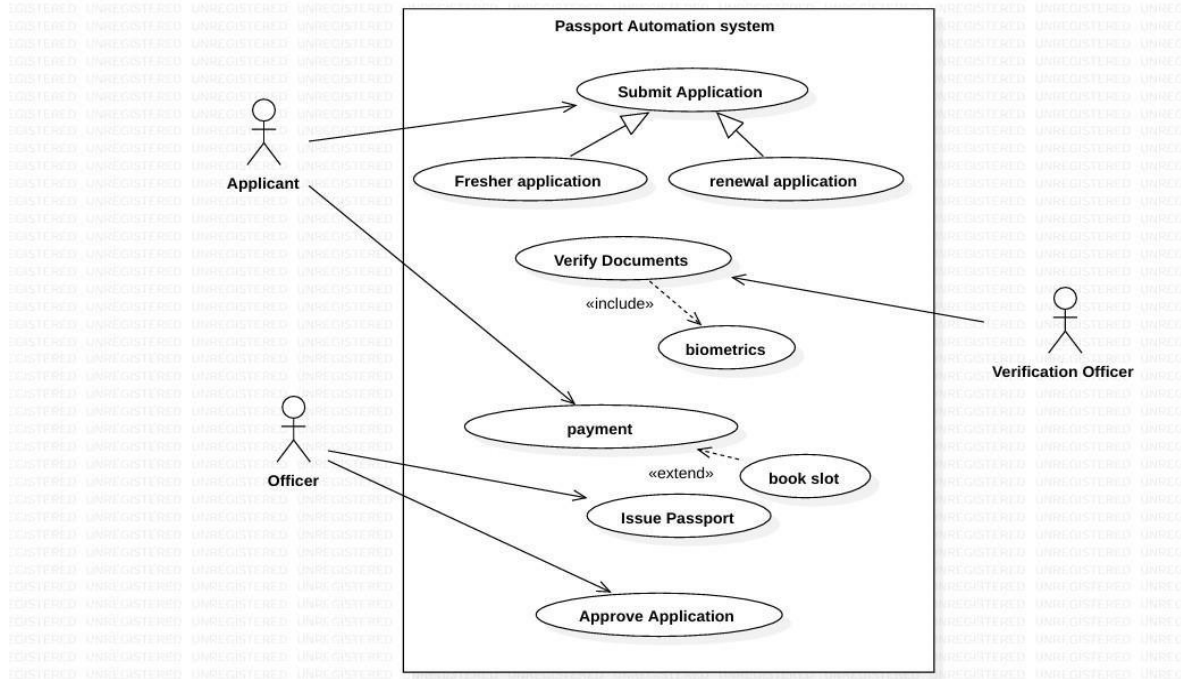 Passport Automation system
Submit Application
Applicant
Fresher application
renewal application
Verify Documents
«include»
biometrics
Verification Officer
payment
Officer
«extend»
book slot
Issue Passport
Approve Application
UNREGISTERED